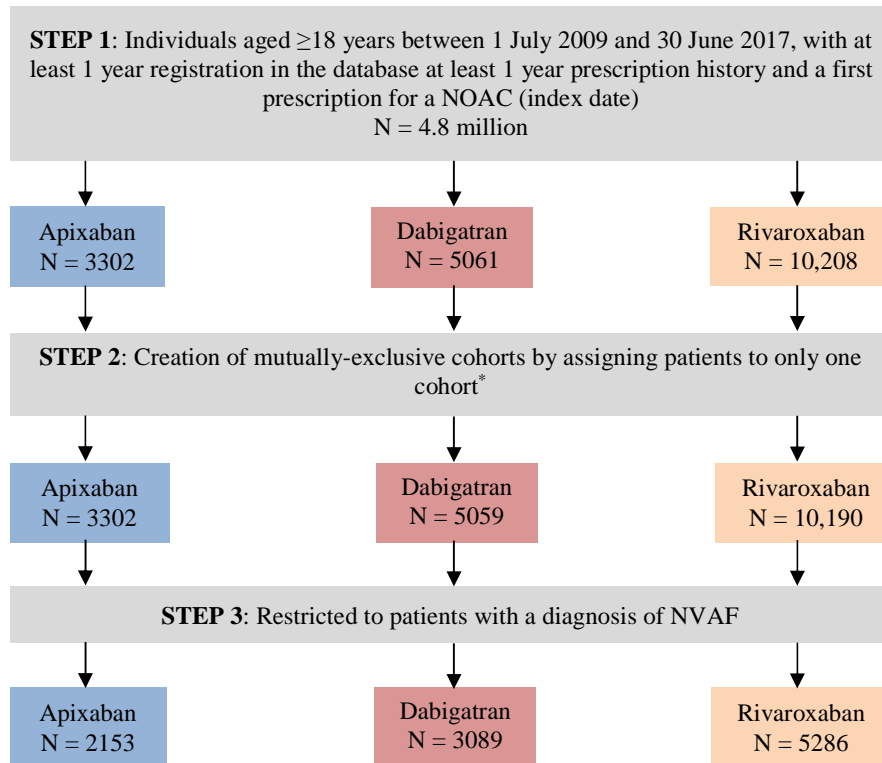 STEP 1: Individuals aged ≥18 years between 1 July 2009 and 30 June 2017, with at
least 1 year registration in the database at least 1 year prescription history and a first
prescription for a NOAC (index date)
N = 4.8 million
Apixaban
N = 3302
Dabigatran
N = 5061
Rivaroxaban
N = 10,208
STEP 2: Creation of mutually-exclusive cohorts by assigning patients to only one
cohort*
Apixaban
N = 3302
Dabigatran
N = 5059
Rivaroxaban
N = 10,190
STEP 3: Restricted to patients with a diagnosis of NVAF
Apixaban
N = 2153
Dabigatran
N = 3089
Rivaroxaban
N = 5286